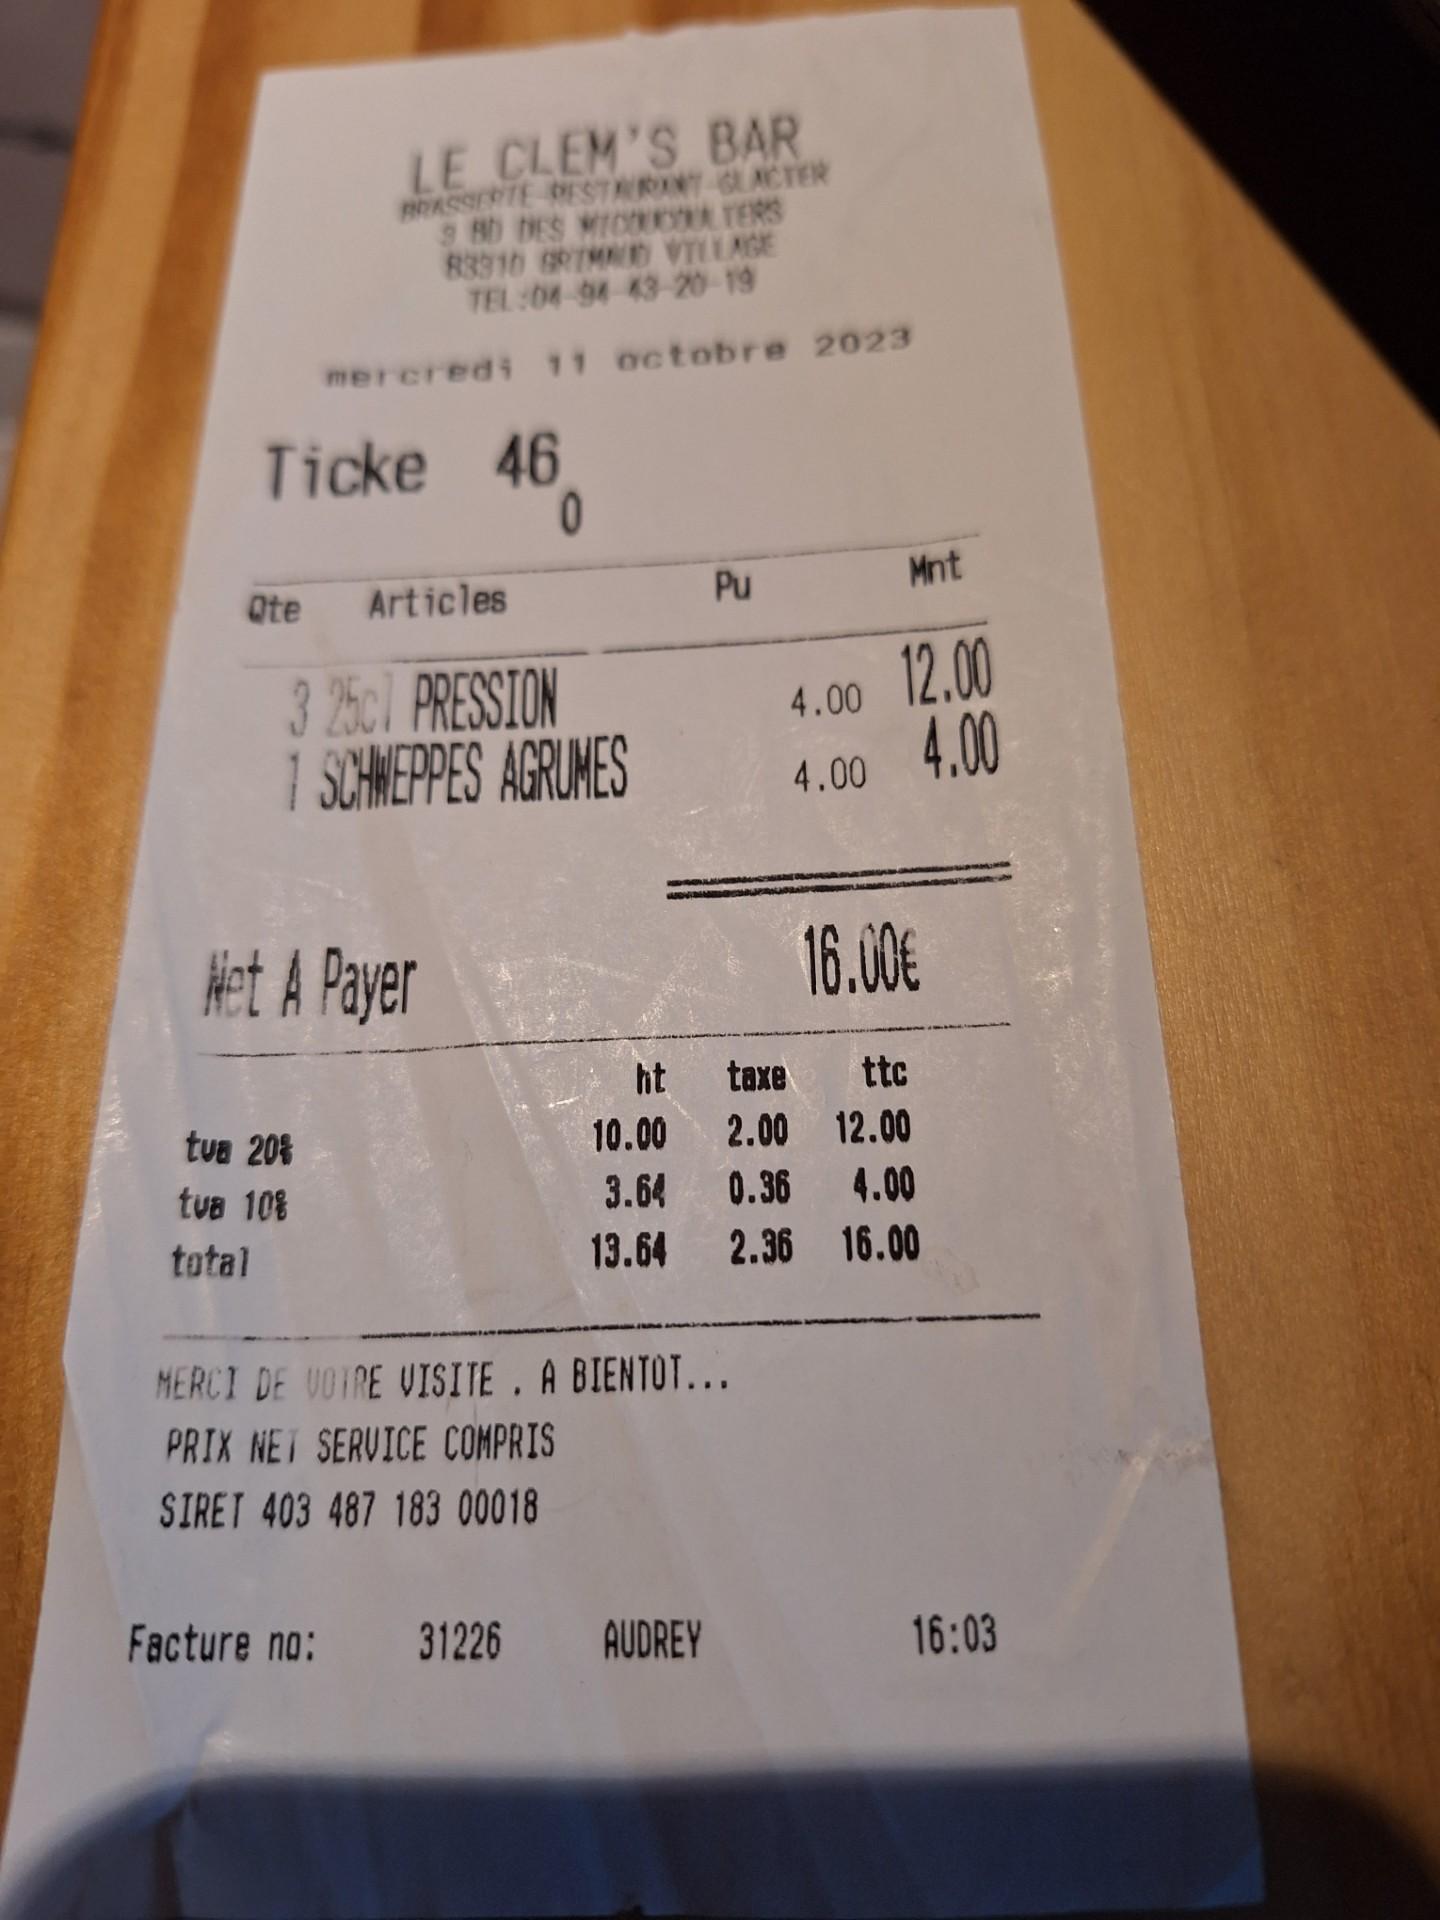 LE CLEM'S BAR
BRASSERIE-RESTAURANT-GLACIER
9 BD DES MICOUCOULIERS
83310 GRIMAUD VILLAGE
TEL:04-94-43-20-19
mercredi 11 octobre 2023
Ticke 46
0
Qte Articles Pu Mnt
3 25cl PRESSION 4.00 12.00
1 SCHWEPPES AGRUMES 4.00 4.00
Net A Payer 16.00€
ht taxe ttc
tva 20% 10.00 2.00 12.00
tva 10% 3.64 0.36 4.00
total 13.64 2.36 16.00
MERCI DE VOTRE VISITE . A BIENTOT...
PRIX NET SERVICE COMPRIS
SIRET 403 487 183 00018
Facture no: 31226 AUDREY 16:03